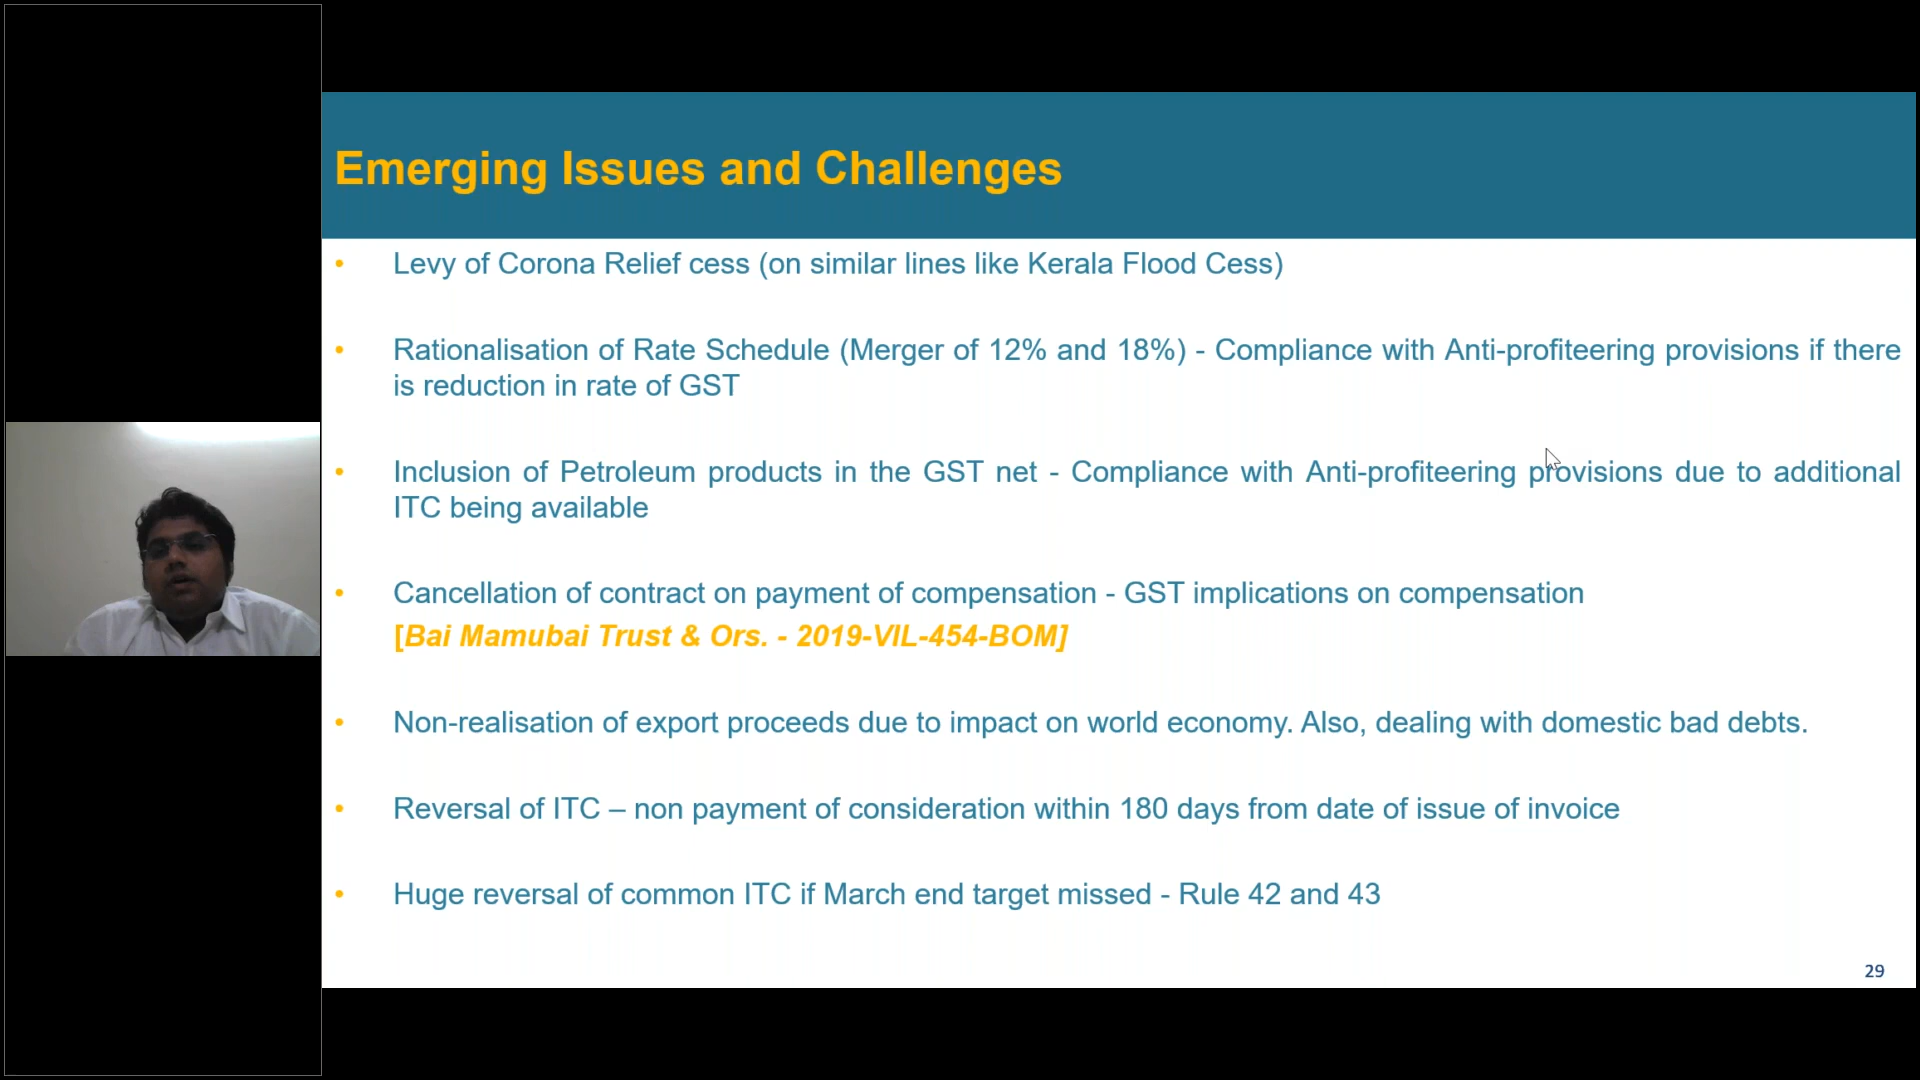 Emerging Issues and Challenges
• Levy of Corona Relief cess (on similar lines like Kerala Flood Cess)
• Rationalisation of Rate Schedule (Merger of 12% and 18%) - Compliance with Anti-profiteering provisions if there
is reduction in rate of GST
• Inclusion of Petroleum products in the GST net - Compliance with Anti-profiteering provisions due to additional
ITC being available
• Cancellation of contract on payment of compensation - GST implications on compensation
[Bai Mamubai Trust & Ors. - 2019-VIL-454-BOM]
• Non-realisation of export proceeds due to impact on world economy. Also, dealing with domestic bad debts.
• Reversal of ITC – non payment of consideration within 180 days from date of issue of invoice
• Huge reversal of common ITC if March end target missed - Rule 42 and 43
29